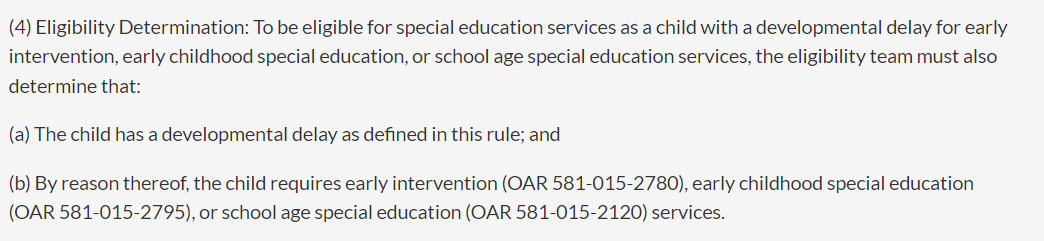 (4) Eligibility Determination: To be eligible for special education services as a child with a developmental delay for early
intervention, early childhood special education, or school age special education services, the eligibility team must also
determine that:
(a) The child has a developmental delay as defined in this rule; and
(b) By reason thereof, the child requires early intervention (OAR 581-015-2780), early childhood special education
(OAR 581-015-2795), or school age special education (OAR 581-015-2120) services.